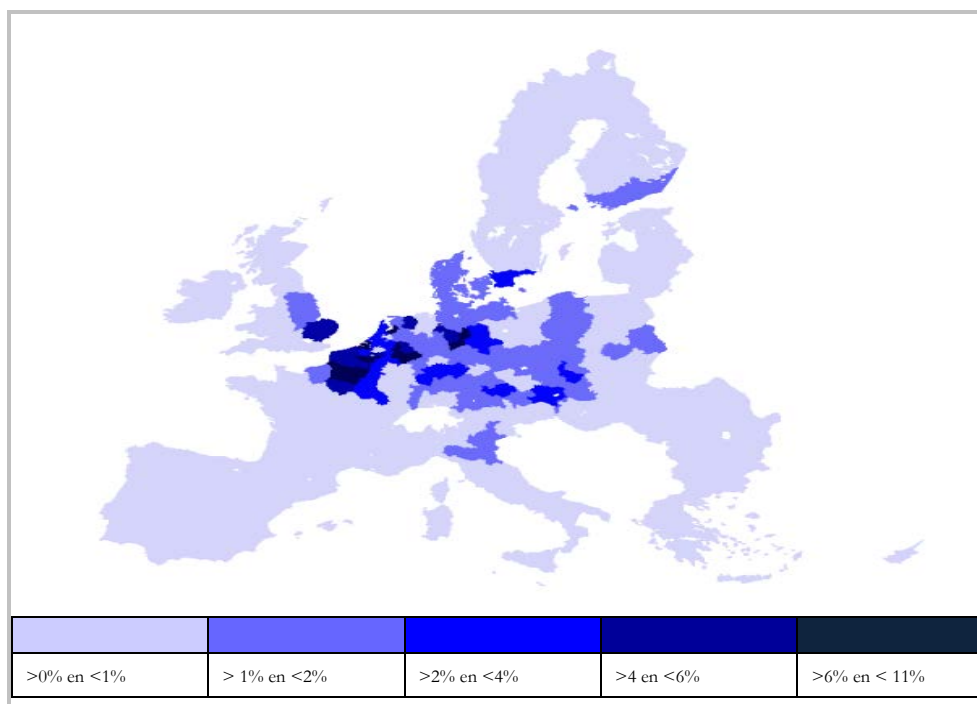 >0% en <1%
> 1% en <2%
>2% en <4%
>4 en <6%
>6% en < 11%